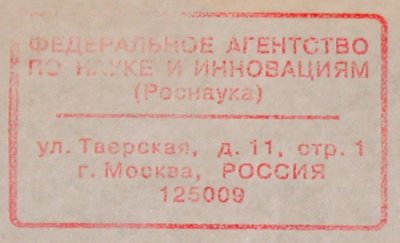 ФЕДЕРАЛЬНОЕ АГЕНТСТВО
ПО НАУКЕ И ИННОВАЦИЯМ
(Роснаука)
ул. Тверская, д. 11, стр. 1
г. Москва, РОССИЯ
125009